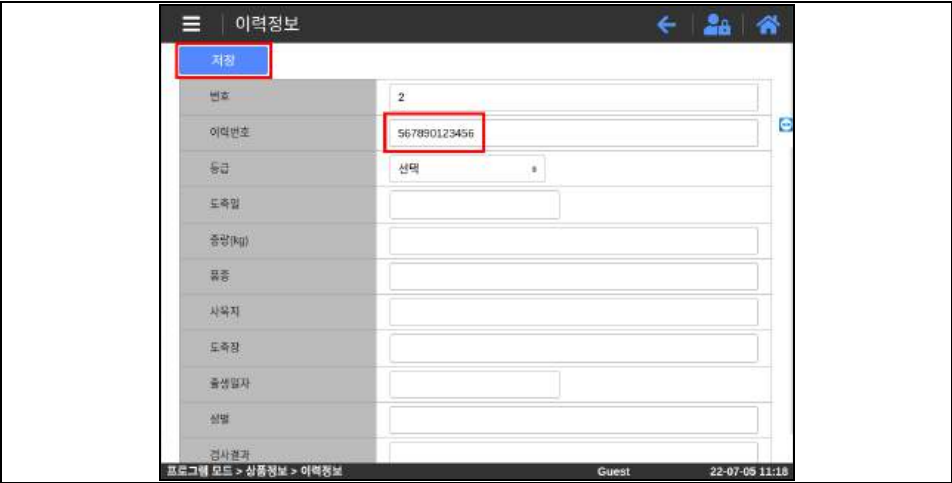 이력정보
저장
번호
2
이력번호
567890123456
등급
선택
도축일
중량(kg)
품종
사육지
도축장
출생일자
성별
검사결과
프로그램 모드 > 상품정보 > 이력정보
Guest
22-07-05 11:18